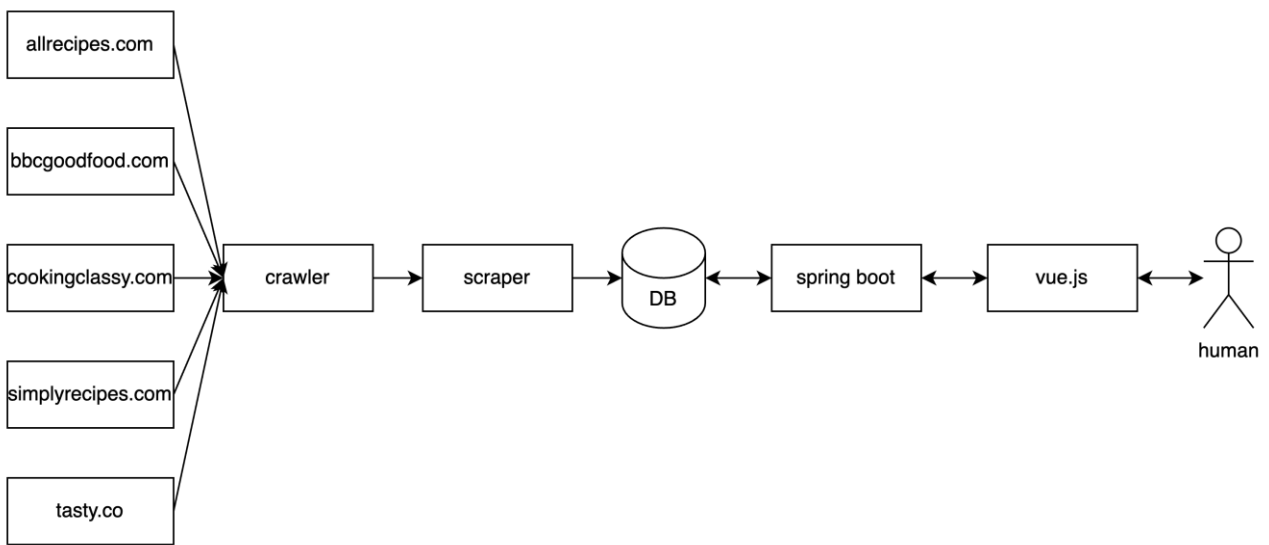 allrecipes.com
bbcgoodfood.com
cookingclassy.com
simplyrecipes.com
tasty.co
crawler
scraper
DB
spring boot
vue.js
human